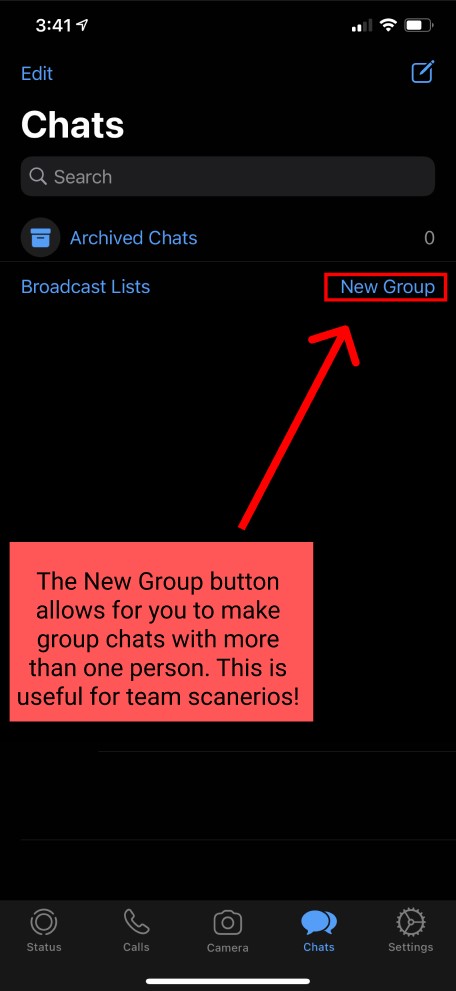 3:41
Edit
Chats
Search
Archived Chats 0
Broadcast Lists New Group
The New Group button
allows for you to make
group chats with more
than one person. This is
useful for team scanerios!
Status Calls Camera Chats Settings